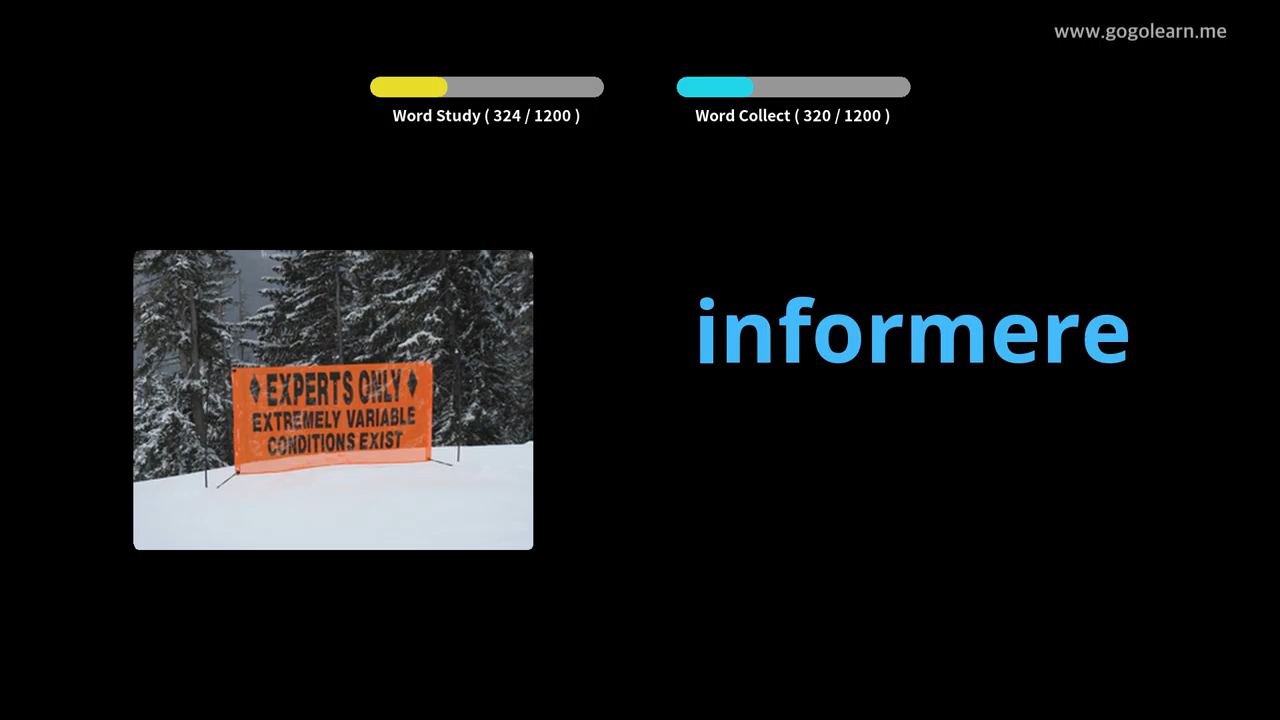 www.gogolearn.me
Word Study ( 324 / 1200 )
Word Collect ( 320 / 1200 )
informere
EXPERTS ONLY
EXTREMELY VARIABLE
CONDITIONS EXIST